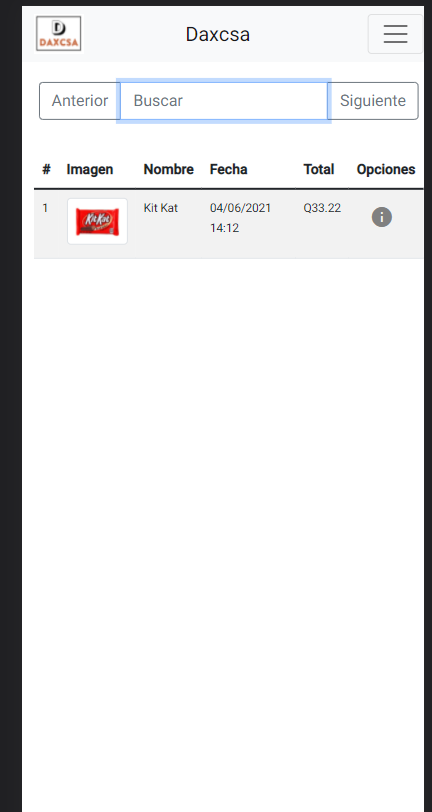 D
DAXCSA
Daxcsa
Anterior Buscar Siguiente
# Imagen Nombre Fecha Total Opciones
1 KitKat Kit Kat 04/06/2021 Q33.22
14:12